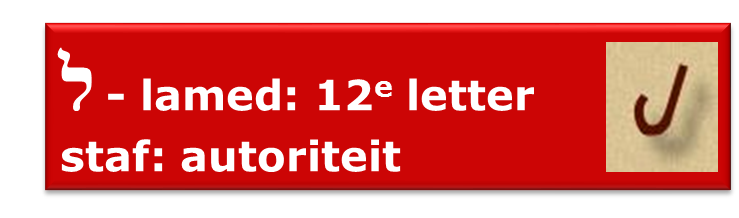 ל - lamed: 12e letter
staf: autoriteit